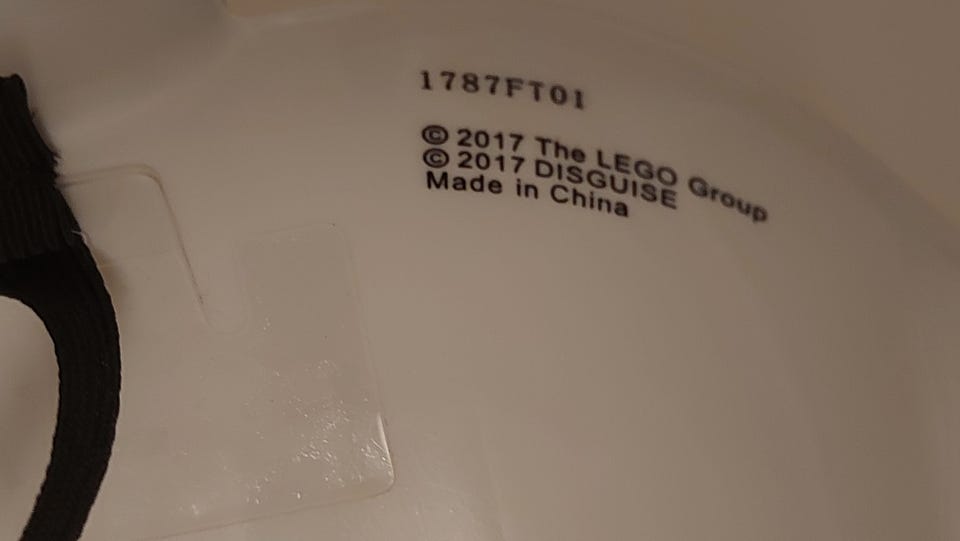 1787FT01
© 2017 The LEGO Group
© 2017 DISGUISE
Made in China